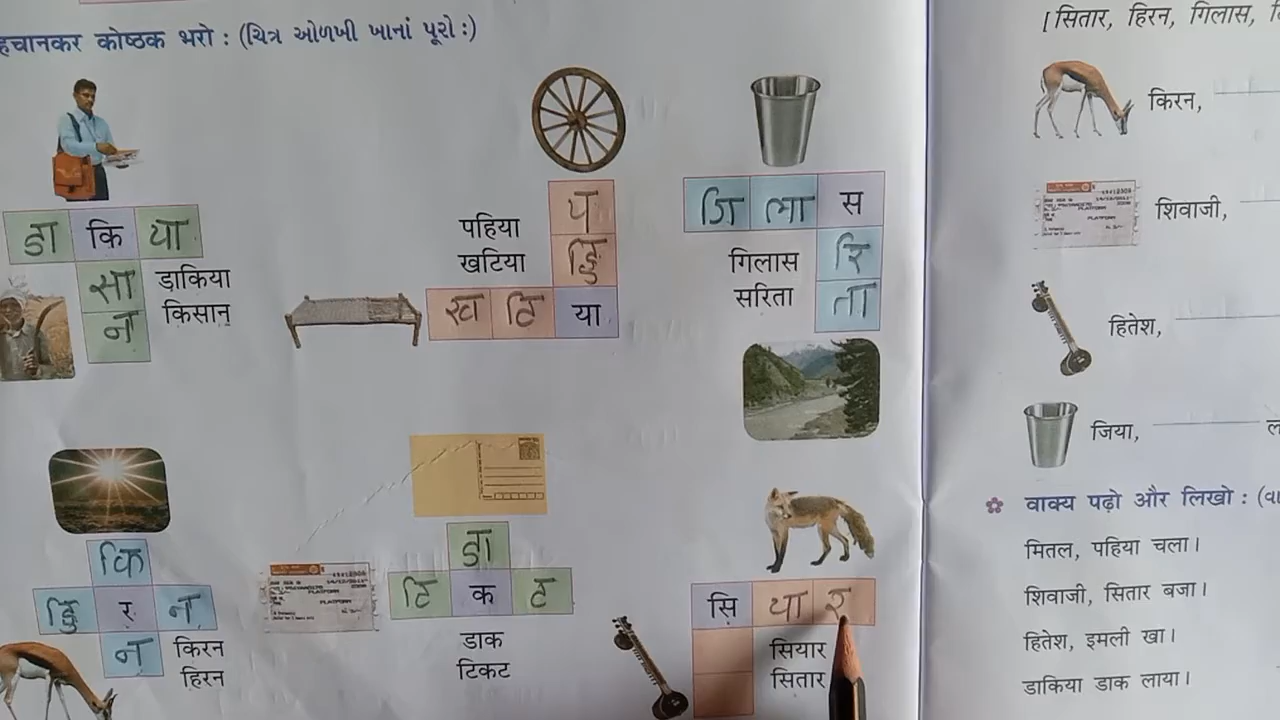 हचानकर कोष्ठक भरो : (ચિત્ર ઓળખી ખાનાં પૂરો :)
डा कि या
सा
न
डाकिया
किसान
पहिया
खटिया
प
हि
ख टि या
गि ला स
रि
ता
गिलास
सरिता
कि
हि र न
न
किरन
हिरन
डा
टि क ट
डाक
टिकट
सि या र
सियार
सितार
[ सितार, हिरन, गिलास,
किरन,
शिवाजी,
हितेश,
जिया,
वाक्य पढ़ो और लिखो :
मितल, पहिया चला।
शिवाजी, सितार बजा।
हितेश, इमली खा।
डाकिया डाक लाया।